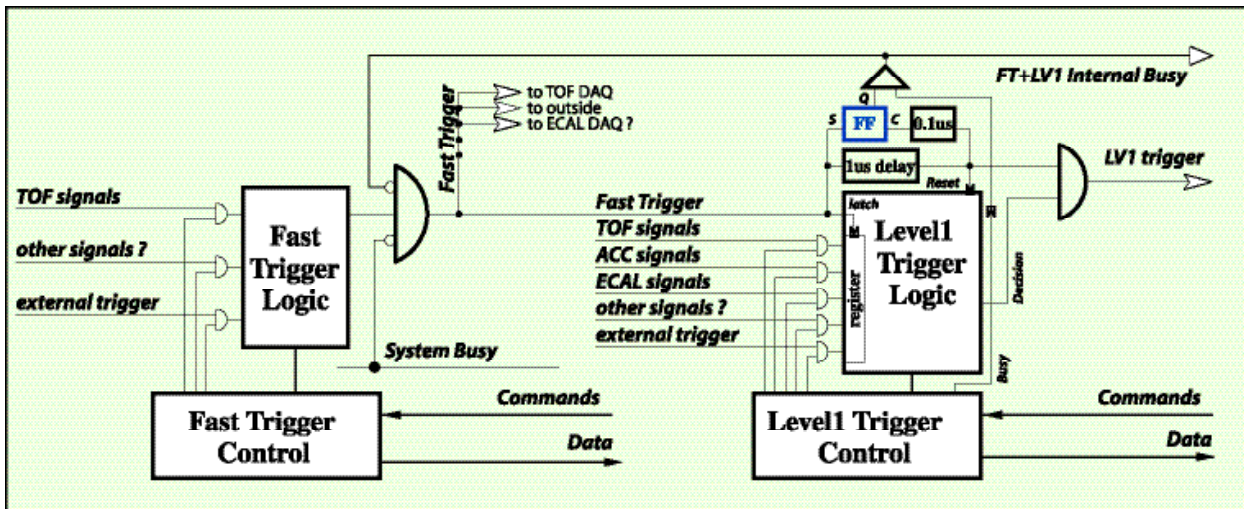 FT+LV1 Internal Busy
to TOF DAQ
to outside
to ECAL DAQ ?
Fast Trigger
Q
S
FF
C
0.1us
1us delay
LV1 trigger
Reset
TOF signals
other signals ?
external trigger
Fast
Trigger
Logic
System Busy
Fast Trigger
Control
Commands
Data
Fast Trigger
TOF signals
ACC signals
ECAL signals
other signals ?
external trigger
latch
register
Level1
Trigger
Logic
Decision
Busy
Level1 Trigger
Control
Commands
Data